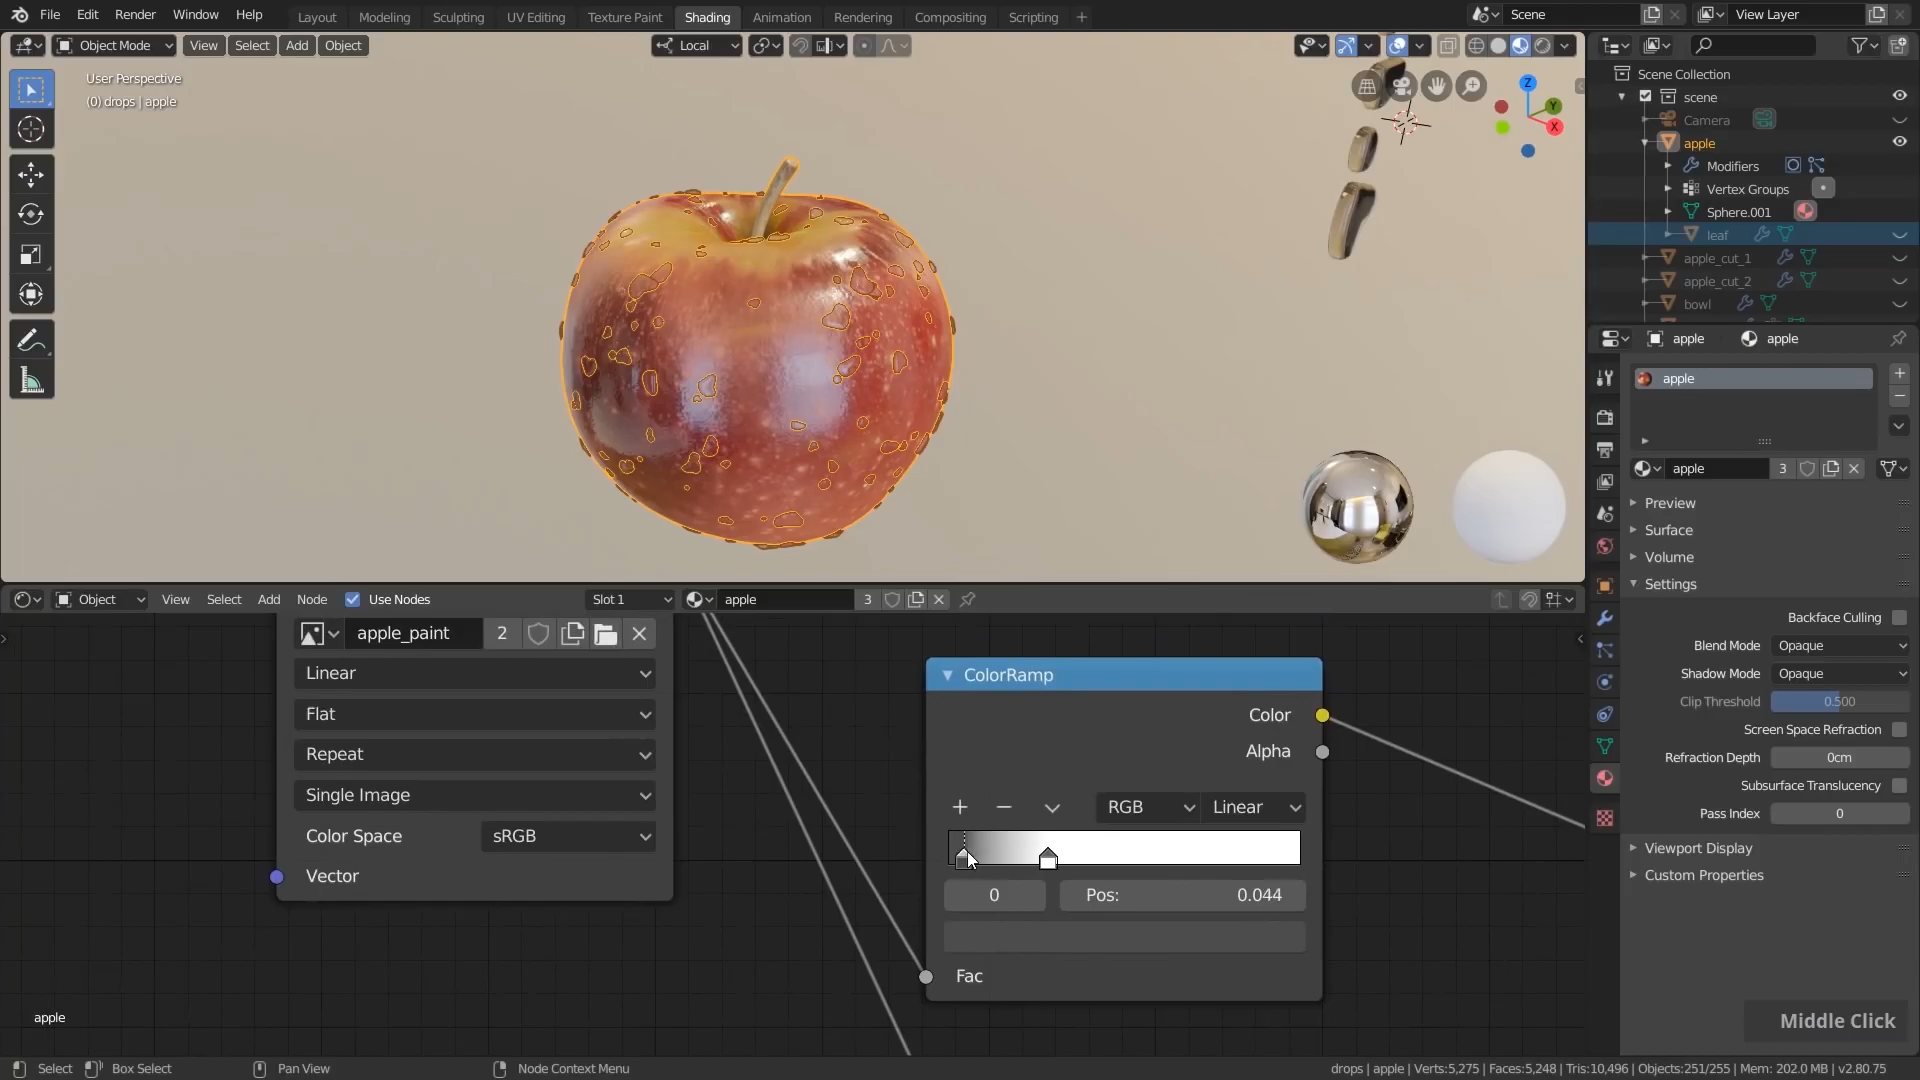 File Edit Render Window Help Layout Modeling Sculpting UV Editing Texture Paint Shading Animation Rendering Compositing Scripting + Scene View Layer
Object Mode View Select Add Object Local
User Perspective
(0) drops | apple
Z
Y
X
Scene Collection
scene
Camera
apple
Modifiers
Vertex Groups
Sphere.001
leaf
apple_cut_1
apple_cut_2
bowl
apple apple
apple
apple 3
Preview
Surface
Volume
Settings
Backface Culling
Blend Mode Opaque
Shadow Mode Opaque
Clip Threshold 0.500
Screen Space Refraction
Refraction Depth 0cm
Subsurface Translucency
Pass Index 0
Viewport Display
Custom Properties
Object View Select Add Node Use Nodes Slot 1 apple 3
apple_paint 2
Linear
Flat
Repeat
Single Image
Color Space sRGB
Vector
ColorRamp
Color
Alpha
RGB Linear
0 Pos: 0.044
Fac
apple
Middle Click
Select Box Select Pan View Node Context Menu drops | apple | Verts:5,275 | Faces:5,248 | Tris:10,496 | Objects:251/255 | Mem: 202.0 MB | v2.80.75